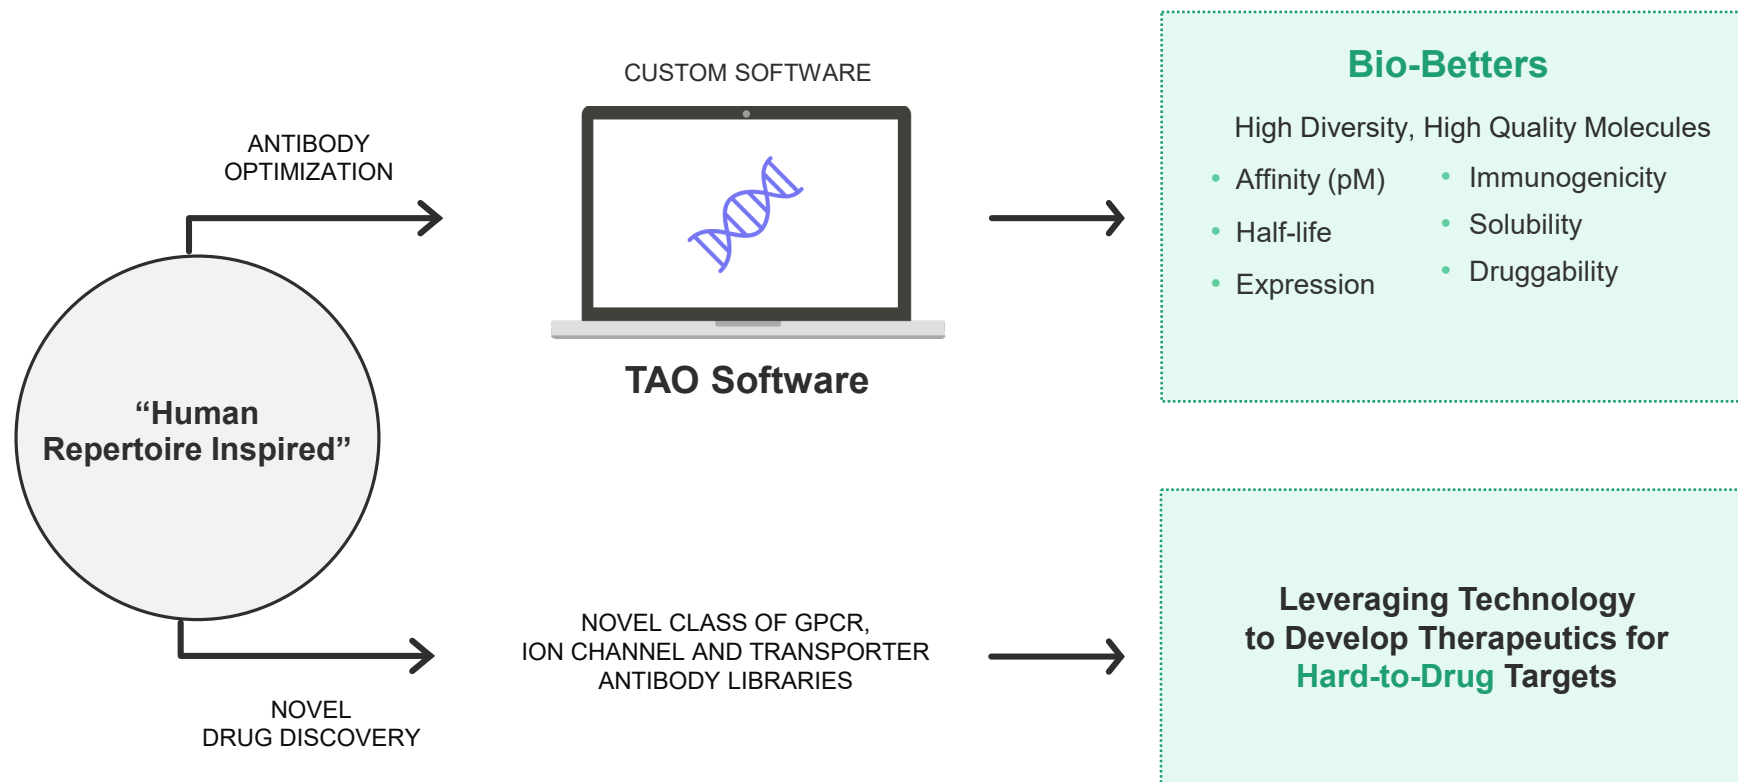 CUSTOM SOFTWARE
ANTIBODY
OPTIMIZATION
TAO Software
Bio-Betters
High Diversity, High Quality Molecules
• Affinity (pM)
• Half-life
• Expression
• Immunogenicity
• Solubility
• Druggability
“Human
Repertoire Inspired”
NOVEL
DRUG DISCOVERY
NOVEL CLASS OF GPCR,
ION CHANNEL AND TRANSPORTER
ANTIBODY LIBRARIES
Leveraging Technology
to Develop Therapeutics for
Hard-to-Drug Targets